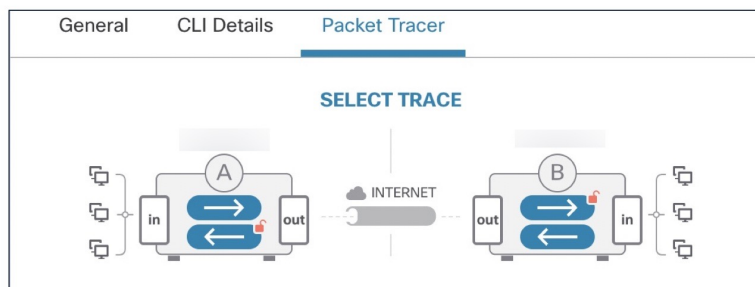 General CLI Details Packet Tracer
SELECT TRACE
A B
INTERNET
in out out in